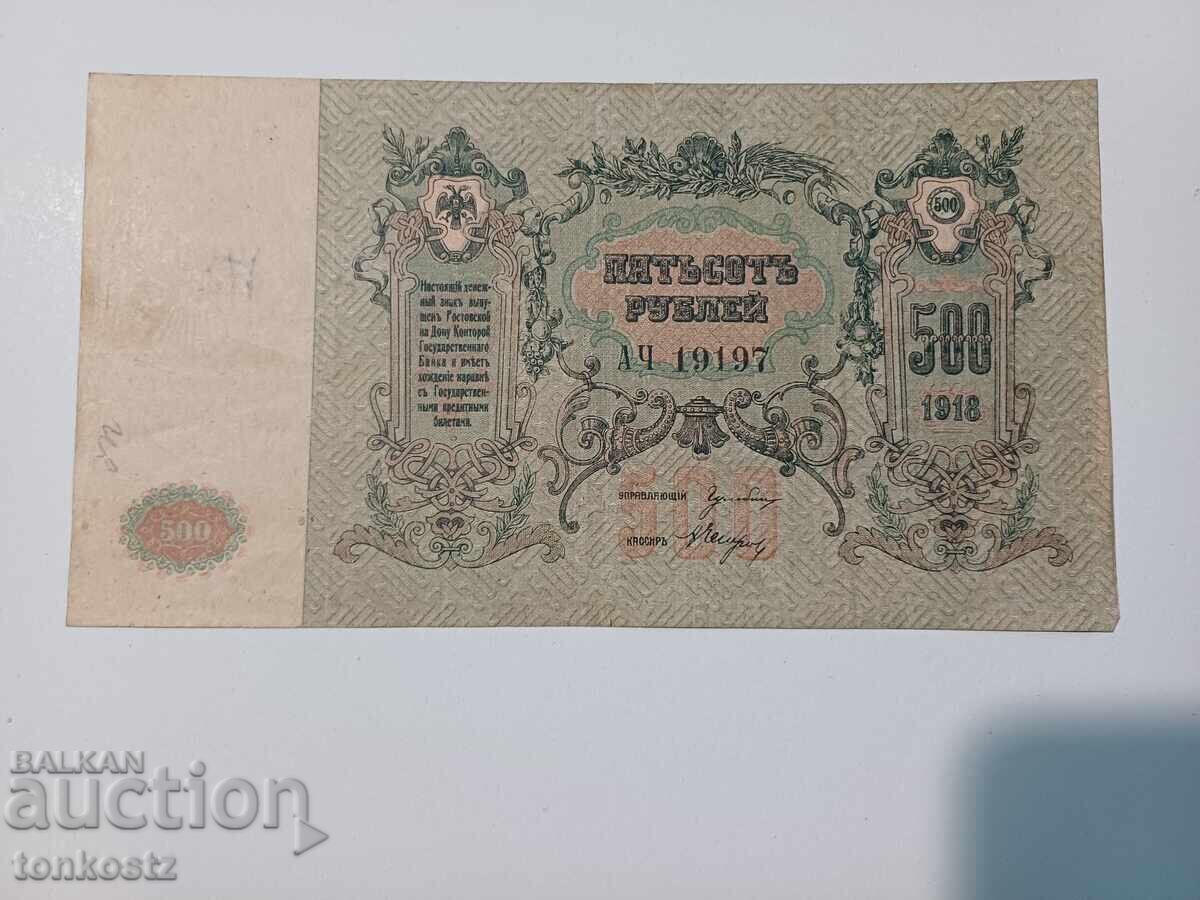 500
ПЯТЬСОТЪ
РУБЛЕЙ
АЧ 19197
Настоящій денеж-
ный знакъ выпу-
щенъ Ростовской
на Дону Конторой
Государственнаго
Банка и имѣетъ
хожденіе наравнѣ
съ Государствен-
ными кредитными
билетами.
500
1918
500
УПРАВЛЯЮЩІЙ
КАССИРЪ
500
BALKAN
auction
tonkostz